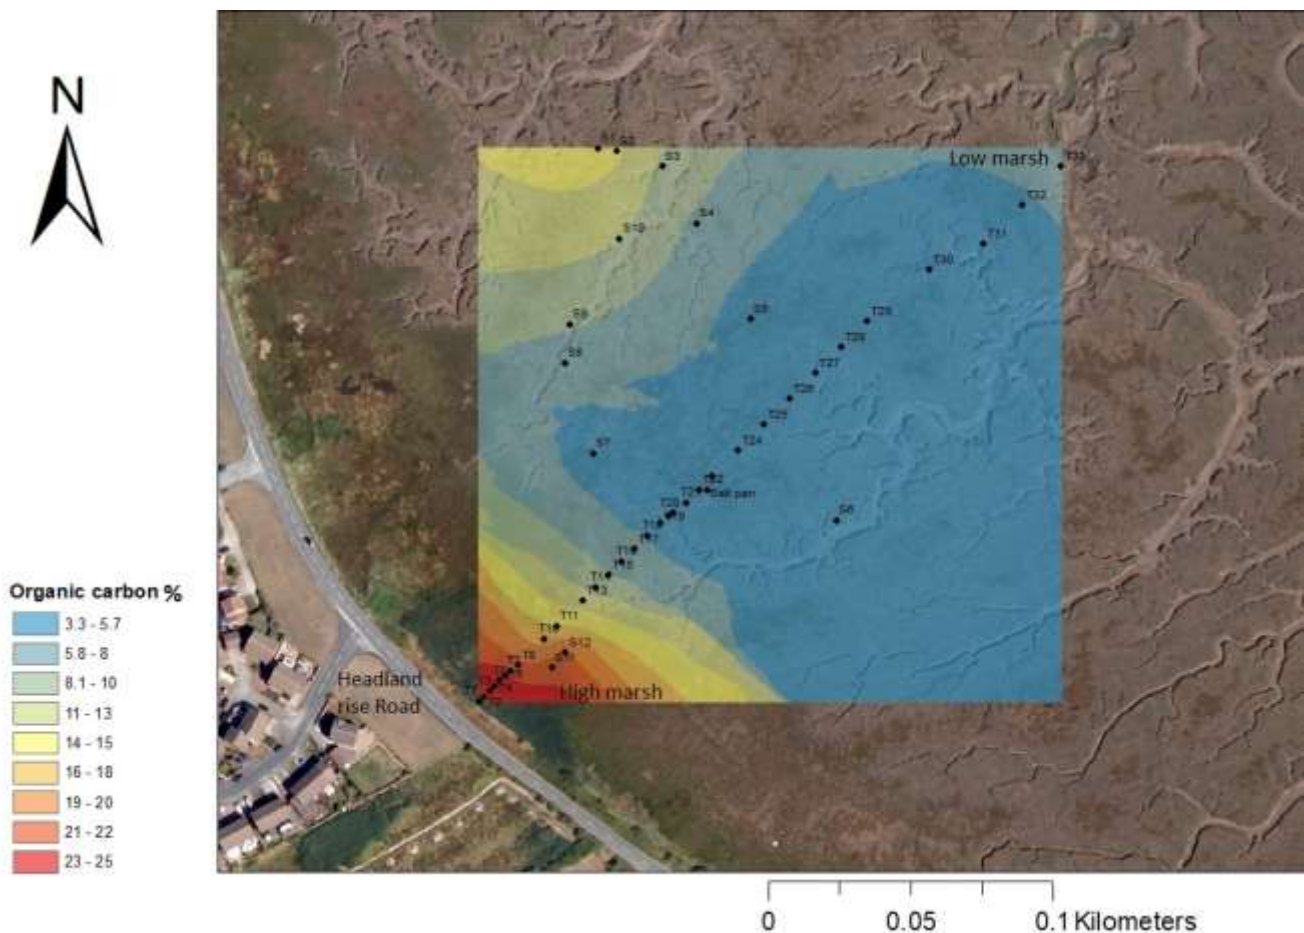 N
S2
S3
Low marsh
T32
S4
S10
T31
T30
S9
S5
T29
S8
T28
T27
T26
T25
S7
T24
Salt pan
S6
T20
T11
S12
T8
Headland
rise Road
High marsh
Organic carbon %
3.3 - 5.7
5.8 - 8
8.1 - 10
11 - 13
14 - 15
16 - 18
19 - 20
21 - 22
23 - 25
0
0.05
0.1 Kilometers